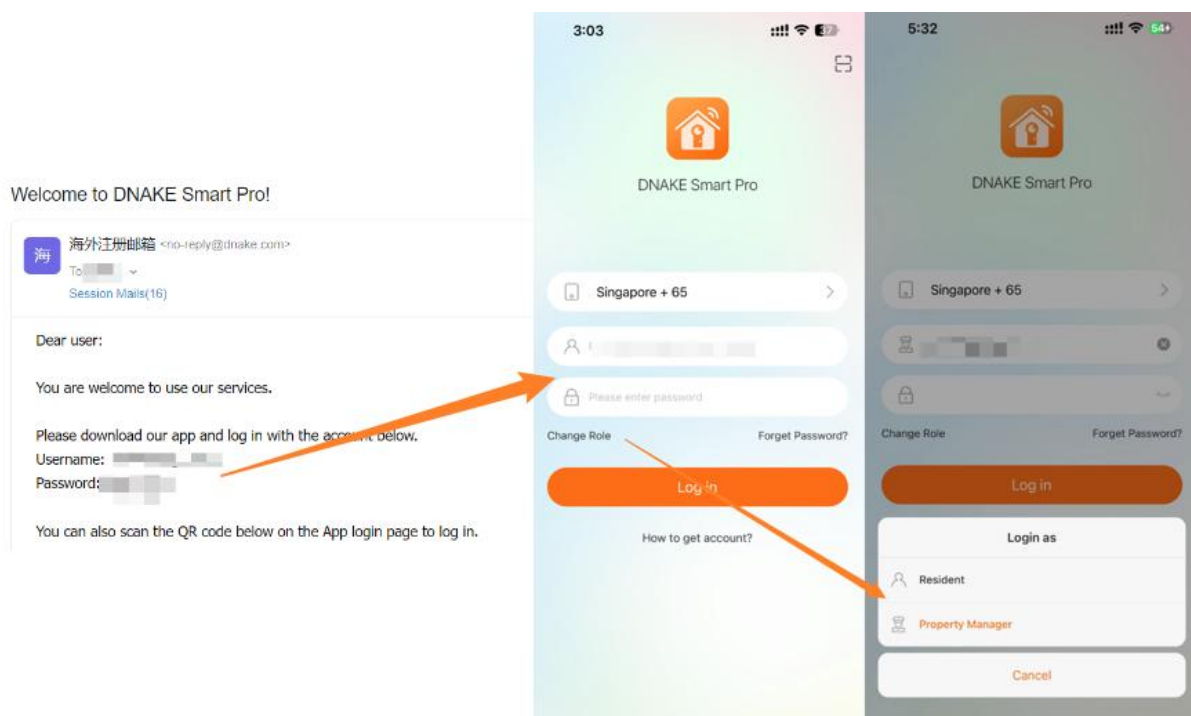 Welcome to DNAKE Smart Pro!
海
海外注册邮箱 <no-reply@dnake.com>
To
Session Mails(16)
Dear user:
You are welcome to use our services.
Please download our app and log in with the account below.
Username:
Password:
You can also scan the QR code below on the App login page to log in.
3:03
37
DNAKE Smart Pro
Singapore + 65
Please enter password
Change Role
Forget Password?
Log in
How to get account?
5:32
54
DNAKE Smart Pro
Singapore + 65
Change Role
Forget Password?
Log in
Login as
Resident
Property Manager
Cancel